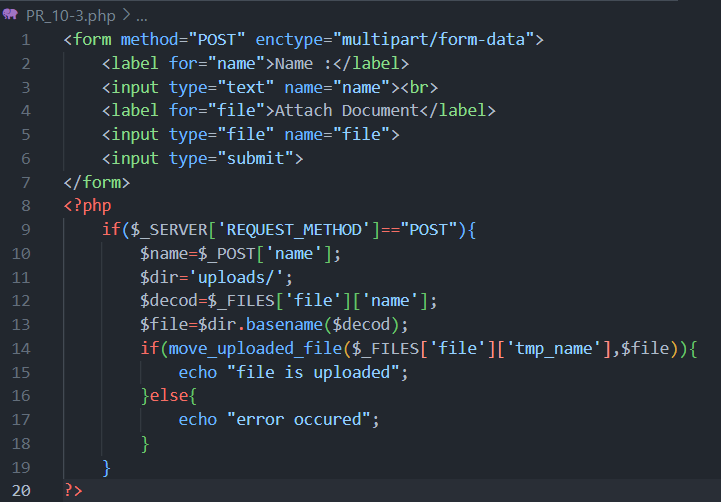 PR_10-3.php > ...
1 <form method="POST" enctype="multipart/form-data">
2     <label for="name">Name :</label>
3     <input type="text" name="name"><br>
4     <label for="file">Attach Document</label>
5     <input type="file" name="file">
6     <input type="submit">
7 </form>
8 <?php
9     if($_SERVER['REQUEST_METHOD']=="POST"){
10         $name=$_POST['name'];
11         $dir='uploads/';
12         $decod=$_FILES['file']['name'];
13         $file=$dir.basename($decod);
14         if(move_uploaded_file($_FILES['file']['tmp_name'],$file)){
15             echo "file is uploaded";
16         }else{
17             echo "error occured";
18         }
19     }
20 ?>